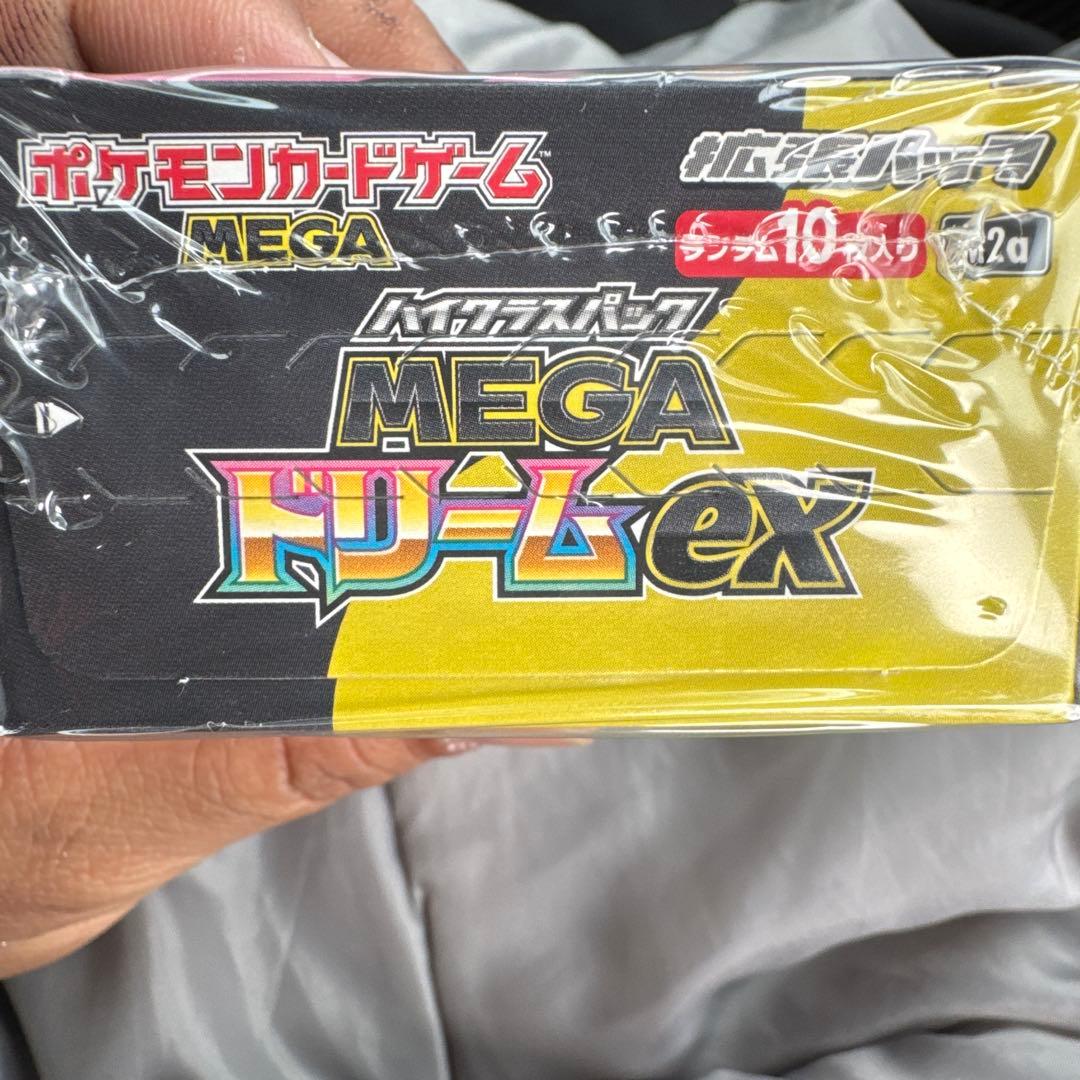 ポケモンカードゲーム™
MEGA
拡張パック
ランダム10枚入り
M2a
ハイクラスパック
MEGA
ドリームex